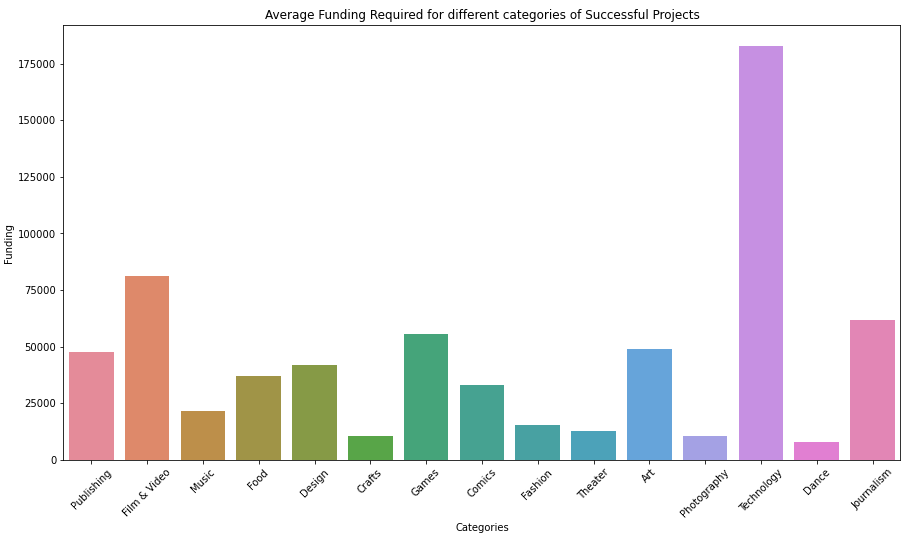 Average Funding Required for different categories of Successful Projects
175000
150000
125000
100000
75000
50000
25000
0
Funding
Publishing
Film & Video
Music
Food
Design
Crafts
Games
Comics
Fashion
Theater
Art
Photography
Technology
Dance
Journalism
Categories